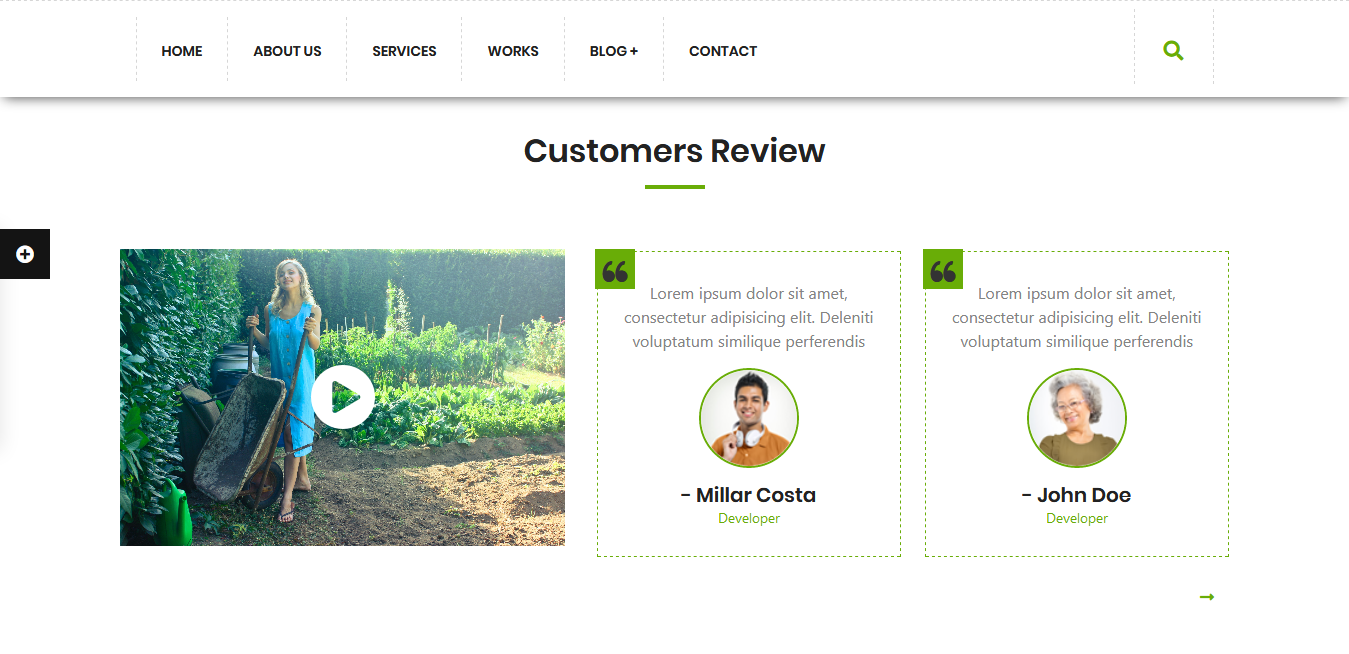 HOME ABOUT US SERVICES WORKS BLOG + CONTACT
Customers Review
Lorem ipsum dolor sit amet,
consectetur adipisicing elit. Deleniti
voluptatum similique perferendis
- Millar Costa
Developer
Lorem ipsum dolor sit amet,
consectetur adipisicing elit. Deleniti
voluptatum similique perferendis
- John Doe
Developer